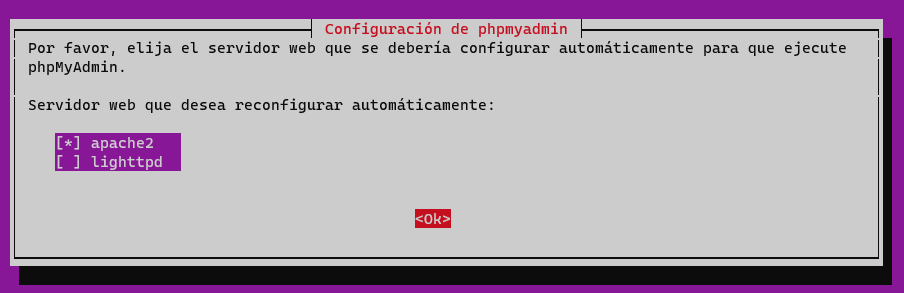 Configuración de phpmyadmin
Por favor, elija el servidor web que se debería configurar automáticamente para que ejecute
phpMyAdmin.
Servidor web que desea reconfigurar automáticamente:
[*] apache2
[ ] lighttpd
<Ok>